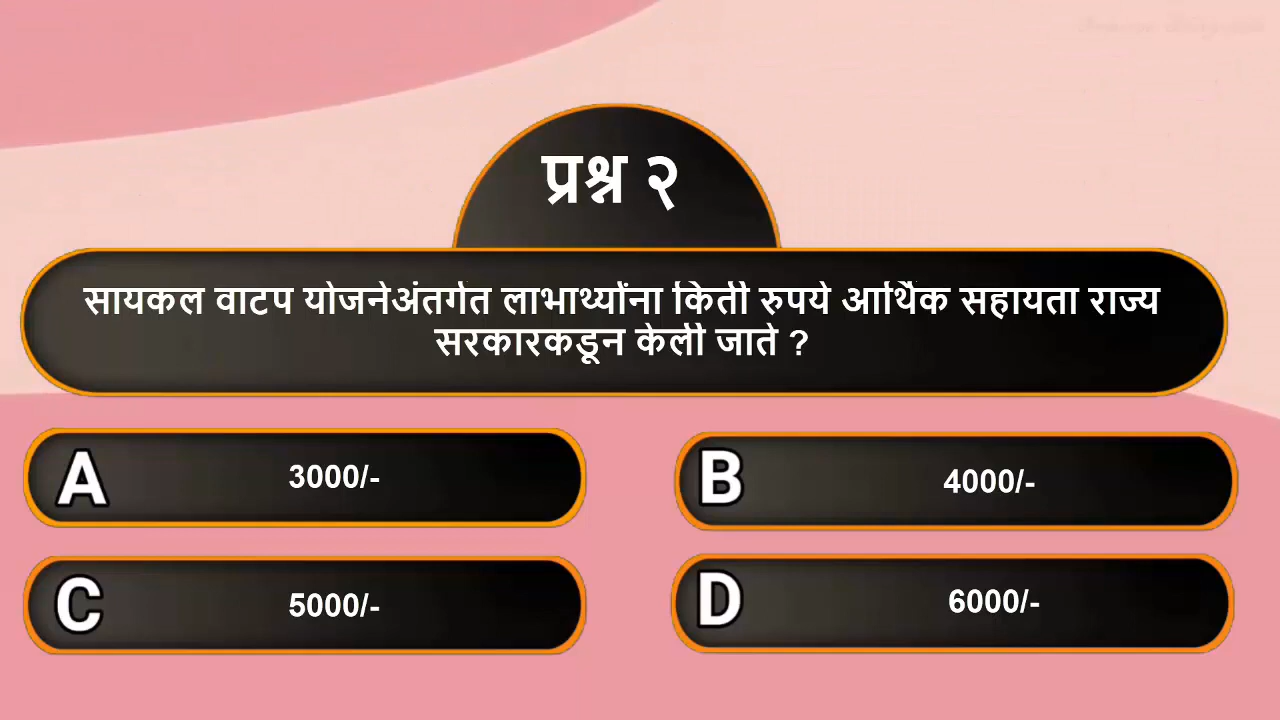 प्रश्न २
सायकल वाटप योजनेअंतर्गत लाभार्थ्यांना किती रुपये आर्थिक सहायता राज्य
सरकारकडून केली जाते ?
A 3000/-
B 4000/-
C 5000/-
D 6000/-